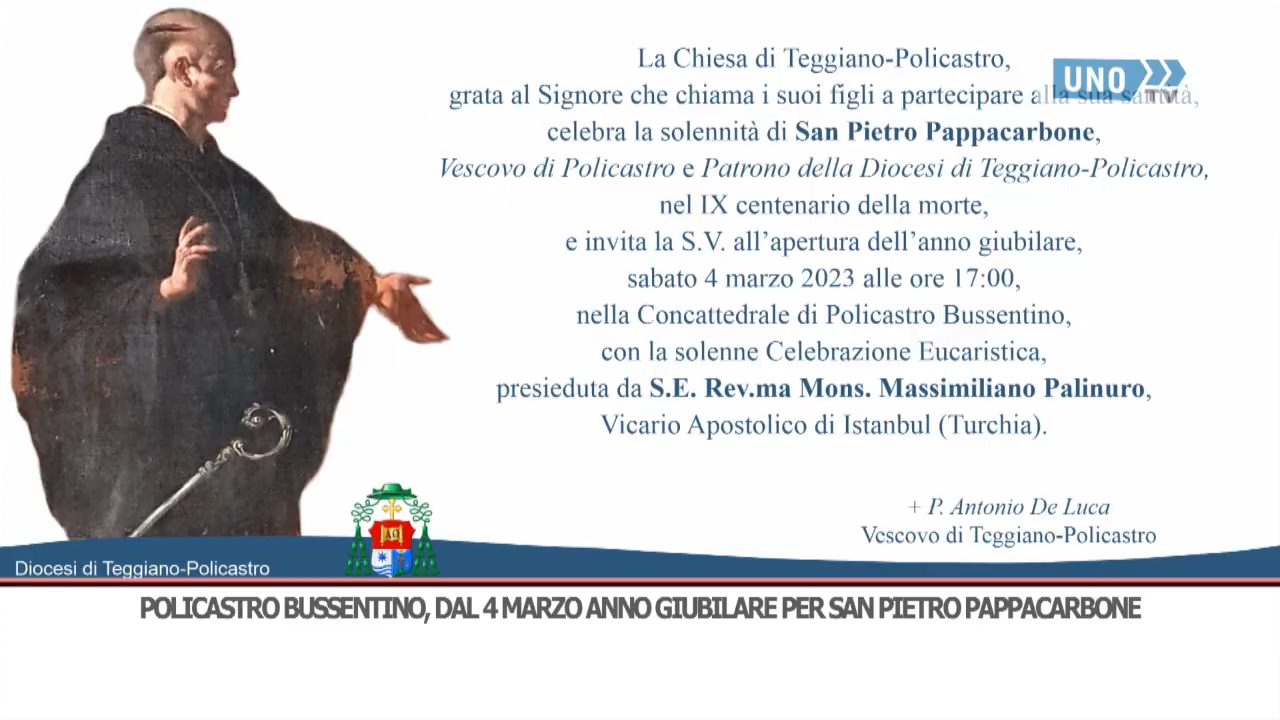 La Chiesa di Teggiano-Policastro,
grata al Signore che chiama i suoi figli a partecipare alla sua santità,
celebra la solennità di San Pietro Pappacarbone,
Vescovo di Policastro e Patrono della Diocesi di Teggiano-Policastro,
nel IX centenario della morte,
e invita la S.V. all’apertura dell’anno giubilare,
sabato 4 marzo 2023 alle ore 17:00,
nella Concattedrale di Policastro Bussentino,
con la solenne Celebrazione Eucaristica,
presieduta da S.E. Rev.ma Mons. Massimiliano Palinuro,
Vicario Apostolico di Istanbul (Turchia).
+ P. Antonio De Luca
Vescovo di Teggiano-Policastro
UNO
TV
Diocesi di Teggiano-Policastro
POLICASTRO BUSSENTINO, DAL 4 MARZO ANNO GIUBILARE PER SAN PIETRO PAPPACARBONE